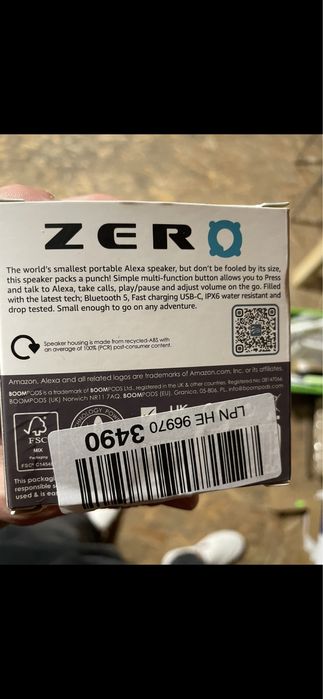 ZERO
The world's smallest portable Alexa speaker, but don't be fooled by its size,
this speaker packs a punch! Simple multi-function button allows you to Press
and talk to Alexa, take calls, play/pause and adjust volume on the go. Filled
with the latest tech; Bluetooth 5, Fast charging USB-C, IPX6 water resistant and
drop tested. Small enough to go on any adventure.
Speaker housing is made from recycled-ABS with
an average of 100% (PCR) post-consumer content.
Amazon, Alexa and all related logos are trademarks of Amazon.com, Inc. or its affiliates.
BOOMPODS is a trademark of BOOMPODS Ltd., registered in the UK & other countries. Registered No: 08147066
BOOMPODS (UK) Norwich NR11 7AQ. BOOMPODS (EU), Granica, 05-806, PL. info@boompods.com
FSC
MIX
Packaging
LPN HE 96970 3490
This packagi
responsible s
used & is eas